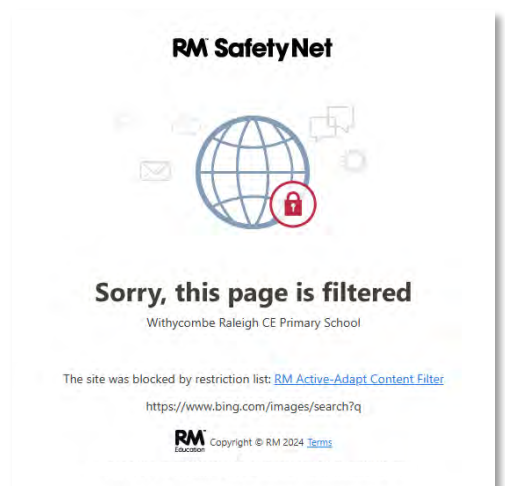 RM SafetyNet
Sorry, this page is filtered
Withycombe Raleigh CE Primary School
The site was blocked by restriction list: RM Active-Adapt Content Filter
https://www.bing.com/images/search?q
RM Education Copyright © RM 2024 Terms